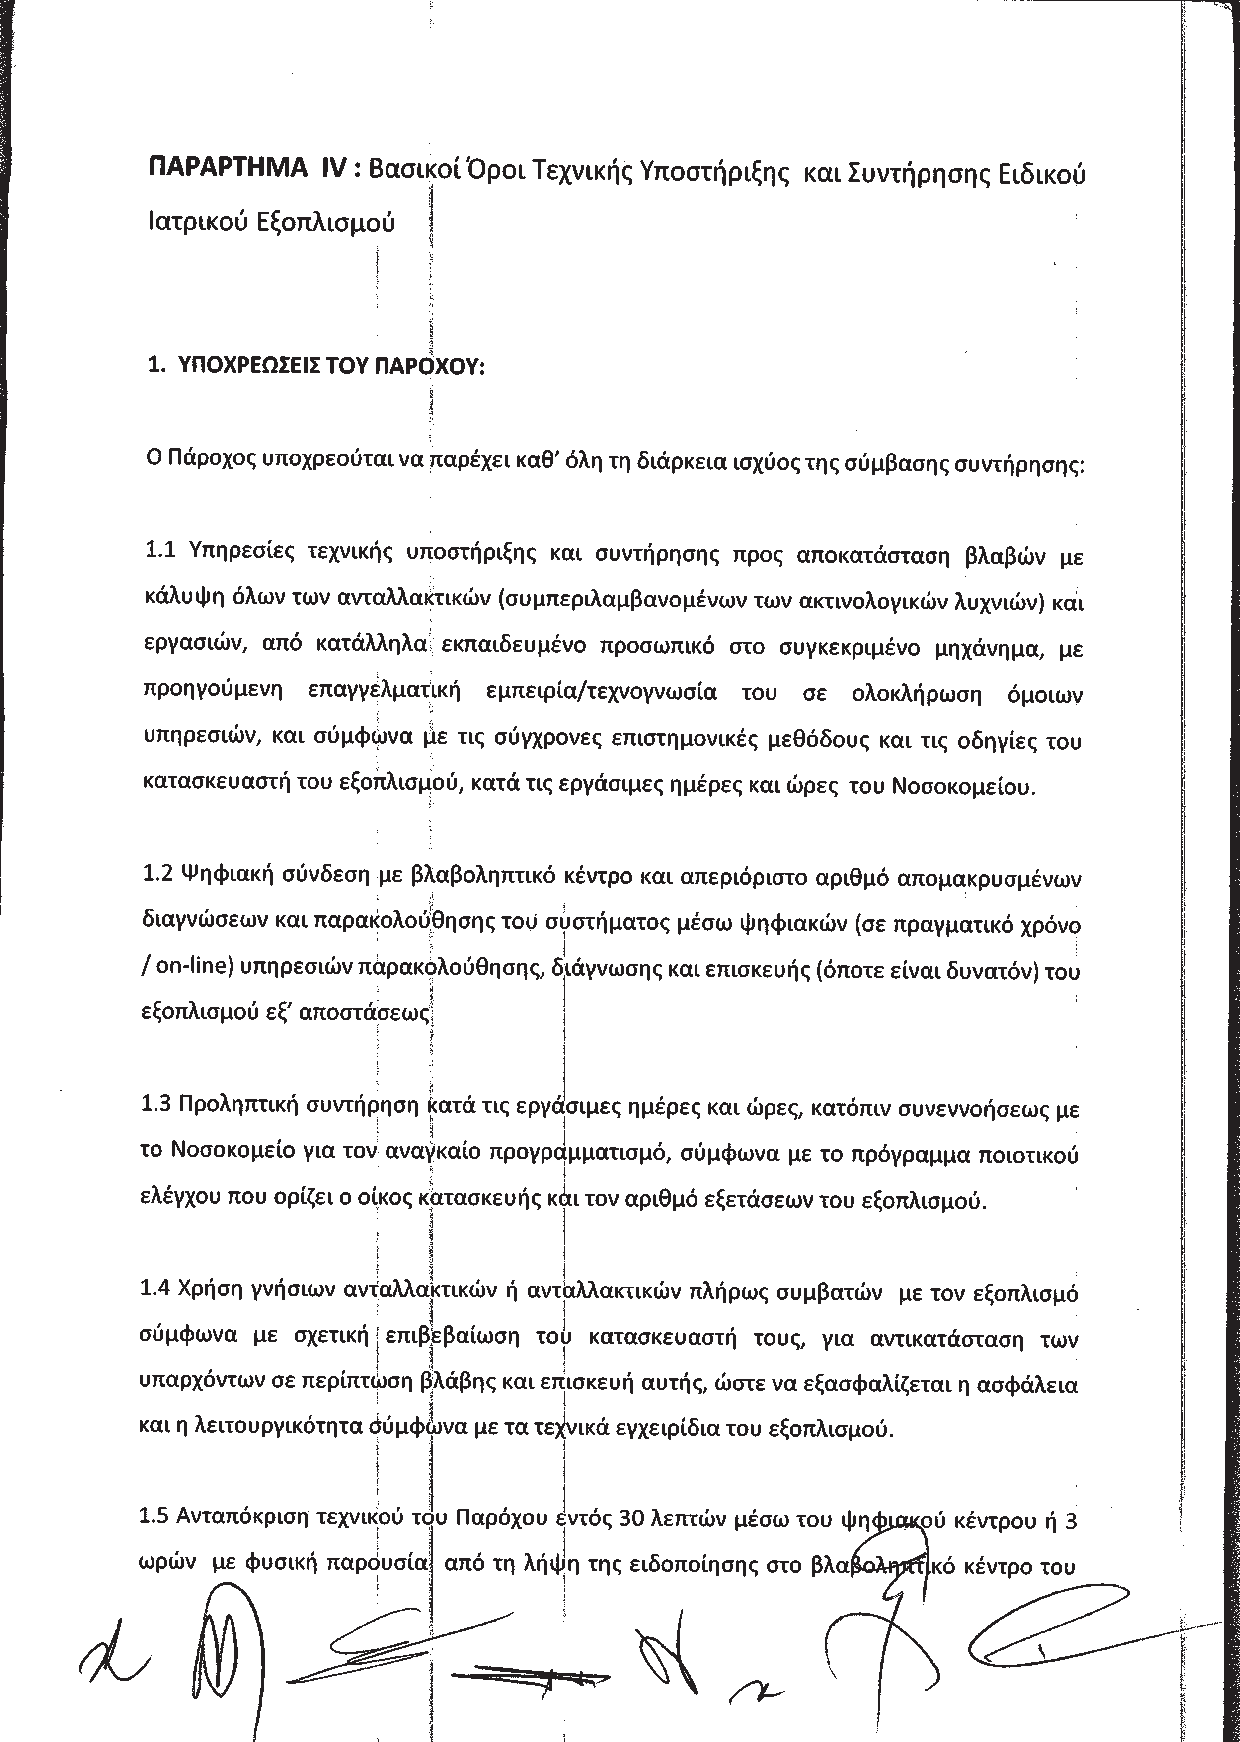 ΠΑΡΑΡΤΗΜΑ IV : Βασικοί Όροι Τεχνικής Υποστήριξης και Συντήρησης Ειδικού
Ιατρικού Εξοπλισμού
1. ΥΠΟΧΡΕΩΣΕΙΣ ΤΟΥ ΠΑΡΟΧΟΥ:
Ο Πάροχος υποχρεούται να παρέχει καθ’ όλη τη διάρκεια ισχύος της σύμβασης συντήρησης:
1.1 Υπηρεσίες τεχνικής υποστήριξης και συντήρησης προς αποκατάσταση βλαβών με
κάλυψη όλων των ανταλλακτικών (συμπεριλαμβανομένων των ακτινολογικών λυχνιών) και
εργασιών, από κατάλληλα εκπαιδευμένο προσωπικό στο συγκεκριμένο μηχάνημα, με
προηγούμενη επαγγελματική εμπειρία/τεχνογνωσία του σε ολοκλήρωση όμοιων
υπηρεσιών, και σύμφωνα με τις σύγχρονες επιστημονικές μεθόδους και τις οδηγίες του
κατασκευαστή του εξοπλισμού, κατά τις εργάσιμες ημέρες και ώρες του Νοσοκομείου.
1.2 Ψηφιακή σύνδεση με βλαβοληπτικό κέντρο και απεριόριστο αριθμό απομακρυσμένων
διαγνώσεων και παρακολούθησης του συστήματος μέσω ψηφιακών (σε πραγματικό χρόνο
/ on-line) υπηρεσιών παρακολούθησης, διάγνωσης και επισκευής (όποτε είναι δυνατόν) του
εξοπλισμού εξ’ αποστάσεως
1.3 Προληπτική συντήρηση κατά τις εργάσιμες ημέρες και ώρες, κατόπιν συνεννοήσεως με
το Νοσοκομείο για τον αναγκαίο προγραμματισμό, σύμφωνα με το πρόγραμμα ποιοτικού
ελέγχου που ορίζει ο οίκος κατασκευής και τον αριθμό εξετάσεων του εξοπλισμού.
1.4 Χρήση γνήσιων ανταλλακτικών ή ανταλλακτικών πλήρως συμβατών με τον εξοπλισμό
σύμφωνα με σχετική επιβεβαίωση του κατασκευαστή τους, για αντικατάσταση των
υπαρχόντων σε περίπτωση βλάβης και επισκευή αυτής, ώστε να εξασφαλίζεται η ασφάλεια
και η λειτουργικότητα σύμφωνα με τα τεχνικά εγχειρίδια του εξοπλισμού.
1.5 Ανταπόκριση τεχνικού του Παρόχου εντός 30 λεπτών μέσω του ψηφιακού κέντρου ή 3
ωρών με φυσική παρουσία από τη λήψη της ειδοποίησης στο βλαβοληπτικό κέντρο του